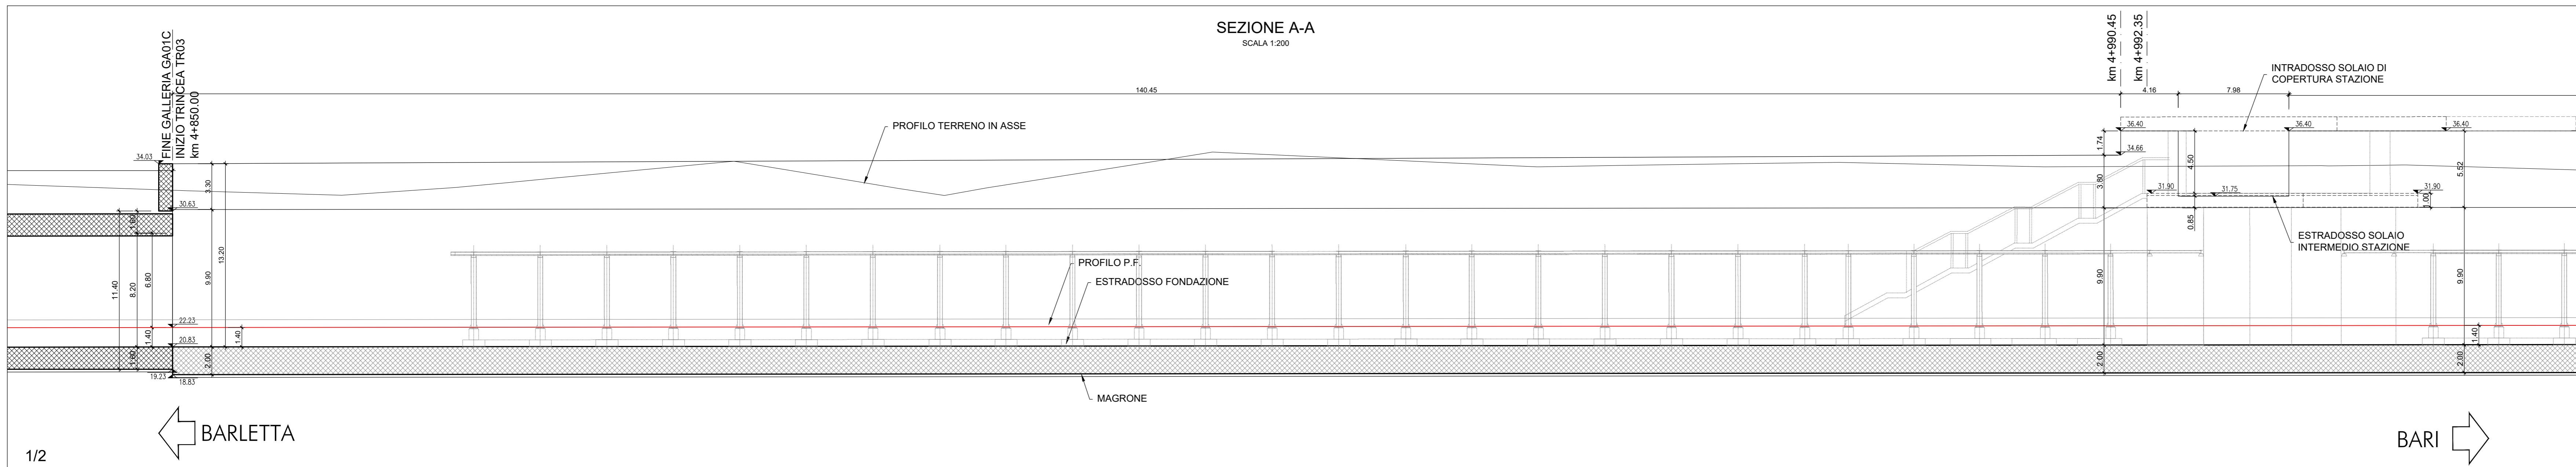 SEZIONE A-A
SCALA 1:200
FINE GALLERIA GA01C
INIZIO TRINCEA TR03
km 4+850.00
km 4+990.45
km 4+992.35
INTRADOSSO SOLAIO DI
COPERTURA STAZIONE
140.45
4.16
7.98
PROFILO TERRENO IN ASSE
36.40
36.40
36.40
1.74
34.66
4.50
5.52
34.03
3.30
3.80
31.90
31.75
31.90
1.00
30.63
0.85
1.60
13.20
ESTRADOSSO SOLAIO
INTERMEDIO STAZIONE
PROFILO P.F.
ESTRADOSSO FONDAZIONE
11.40
8.20
6.80
9.90
9.90
9.90
22.23
1.40
1.40
1.40
20.83
1.60
2.00
2.00
2.00
19.23
18.83
MAGRONE
BARLETTA
BARI
1/2